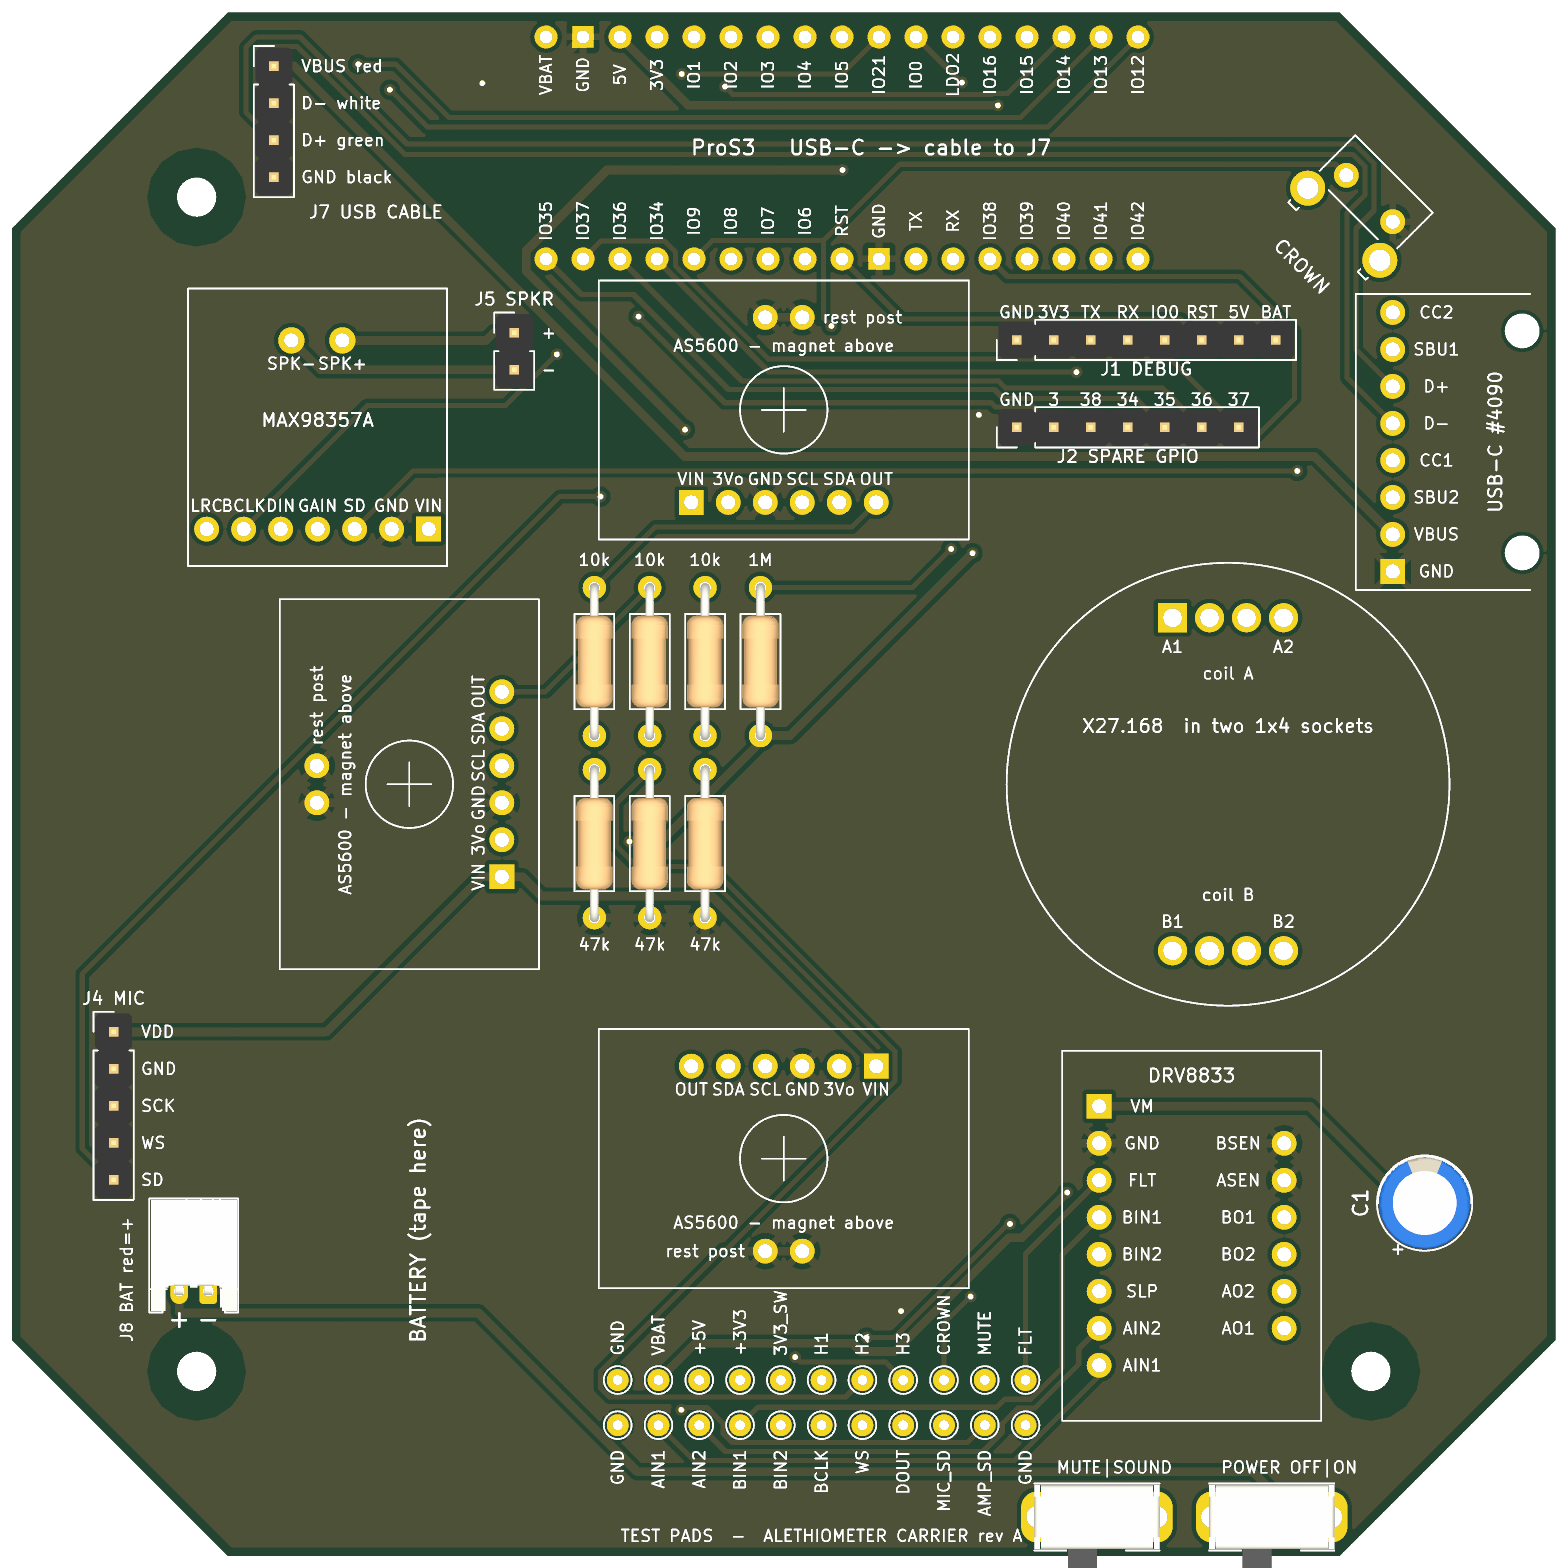 VBAT GND 5V 3V3 IO1 IO2 IO3 IO4 IO5 IO21 IO0 LDO2 IO16 IO15 IO14 IO13 IO12
VBUS red
D- white
D+ green
GND black
J7 USB CABLE
ProS3 USB-C -> cable to J7
IO35 IO37 IO36 IO34 IO9 IO8 IO7 IO6 RST GND TX RX IO38 IO39 IO40 IO41 IO42
CROWN
J5 SPKR
+
-
SPK- SPK+
MAX98357A
LRC BCLK DIN GAIN SD GND VIN
rest post
AS5600 - magnet above
VIN 3Vo GND SCL SDA OUT
GND 3V3 TX RX IO0 RST 5V BAT
J1 DEBUG
GND 3 38 34 35 36 37
J2 SPARE GPIO
CC2
SBU1
D+
D-
CC1
SBU2
VBUS
GND
USB-C #4090
10k 10k 10k 1M
rest post
AS5600 - magnet above
VIN 3Vo GND SCL SDA OUT
47k 47k 47k
A1 A2
coil A
X27.168 in two 1x4 sockets
coil B
B1 B2
J4 MIC
VDD
GND
SCK
WS
SD
J8 BAT red=+
+ -
BATTERY (tape here)
OUT SDA SCL GND 3Vo VIN
AS5600 - magnet above
rest post
DRV8833
VM
GND BSEN
FLT ASEN
BIN1 BO1
BIN2 BO2
SLP AO2
AIN2 AO1
AIN1
C1
+
GND VBAT +5V +3V3 3V3_SW H1 H2 H3 CROWN MUTE FLT
GND AIN1 AIN2 BIN1 BIN2 BCLK WS DOUT MIC_SD AMP_SD GND
MUTE|SOUND
POWER OFF|ON
TEST PADS - ALETHIOMETER CARRIER rev A